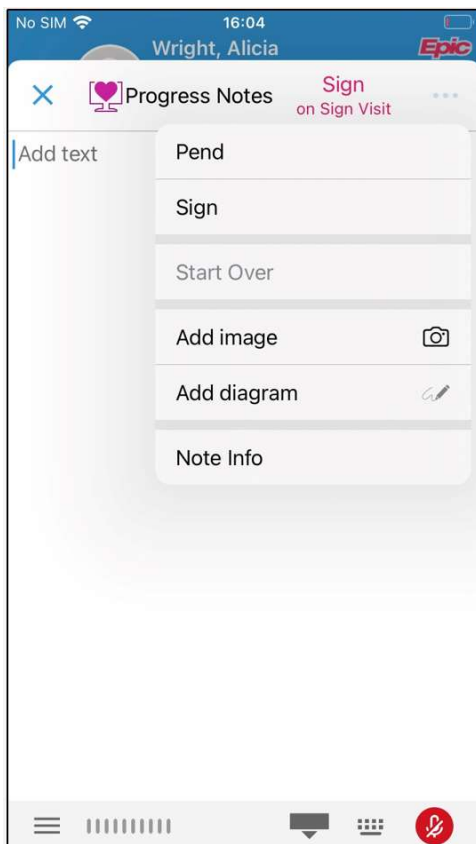 No SIM 16:04
Wright, Alicia Epic
Progress Notes Sign
on Sign Visit
Add text
Pend
Sign
Start Over
Add image
Add diagram
Note Info